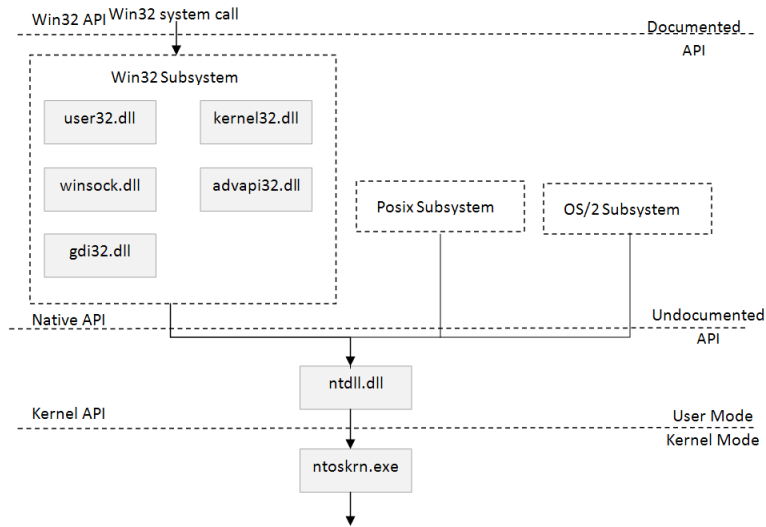 Win32 API
Win32 system call
Documented
API
Win32 Subsystem
user32.dll
kernel32.dll
winsock.dll
advapi32.dll
gdi32.dll
Posix Subsystem
OS/2 Subsystem
Native API
Undocumented
API
ntdll.dll
Kernel API
User Mode
Kernel Mode
ntoskrn.exe